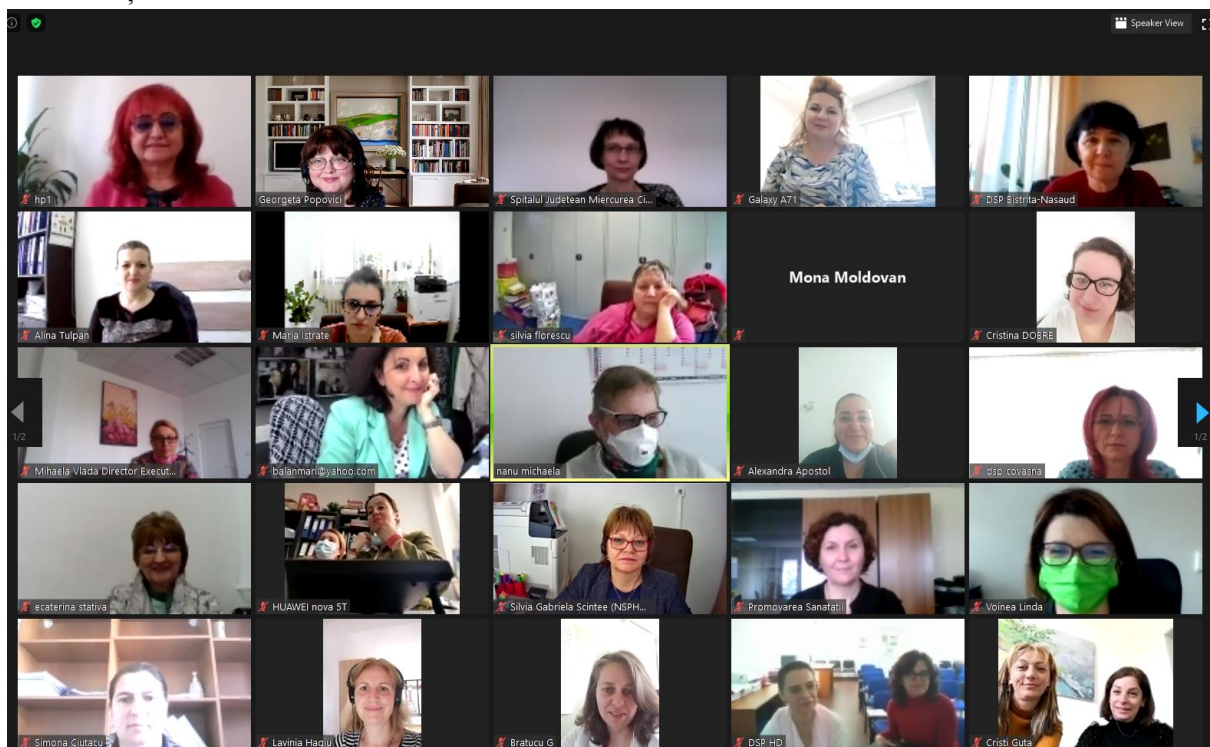 Speaker View
hp1
Georgeta Popovici
Spitalul Judetean Miercurea Ci...
Galaxy A71
DSP Bistrita-Nasaud
Alina Tulpan
Maria Istrate
silvia florescu
Mona Moldovan
Cristina DOBRE
1/2
1/2
Mihaela Vlada Director Execut...
balanmari@yahoo.com
nanu michaela
Alexandra Apostol
dsp covasna
ecaterina stativa
HUAWEI nova 5T
Silvia Gabriela Scintee (NSPH...
Promovarea Sanatatii
Voinea Linda
Simona Ciutacu
Lavinia Hagiu
Bratucu G
DSP HD
Cristi Guta